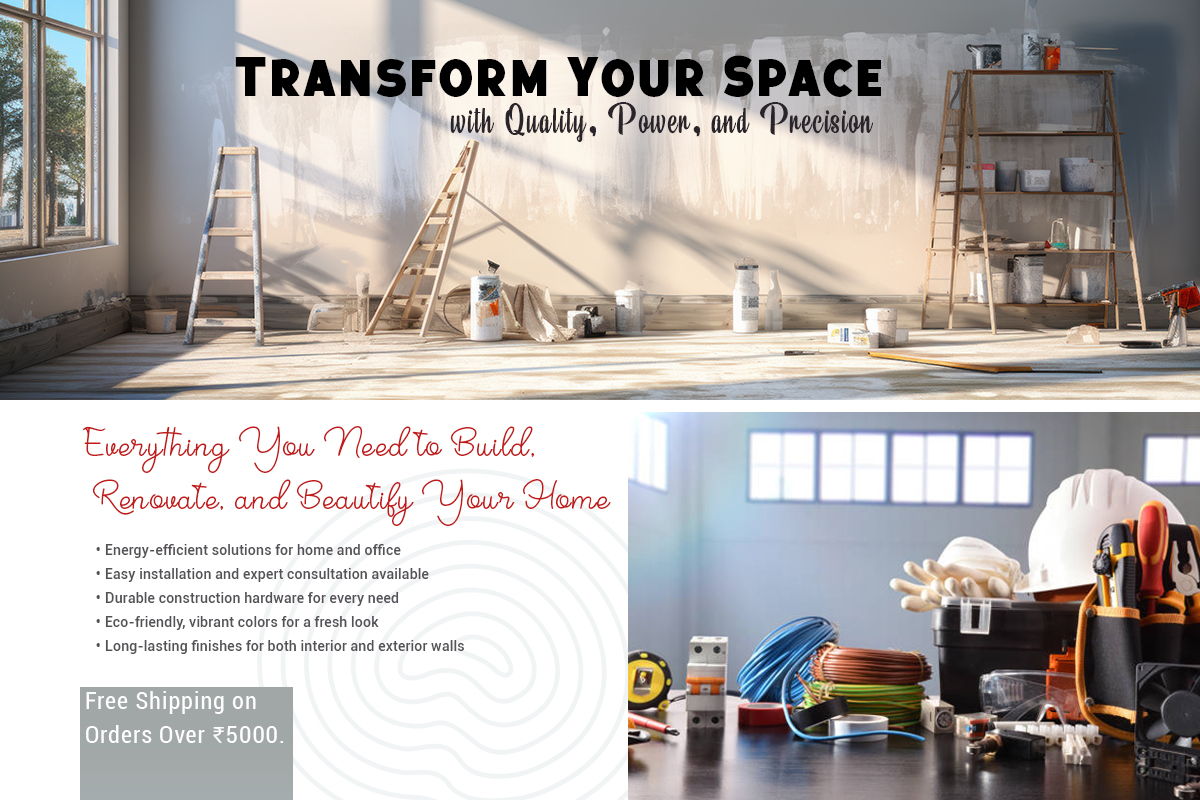 TRANSFORM YOUR SPACE
with Quality, Power, and Precision
Everything You Need to Build,
Renovate, and Beautify Your Home
• Energy-efficient solutions for home and office
• Easy installation and expert consultation available
• Durable construction hardware for every need
• Eco-friendly, vibrant colors for a fresh look
• Long-lasting finishes for both interior and exterior walls
Free Shipping on
Orders Over ₹5000.